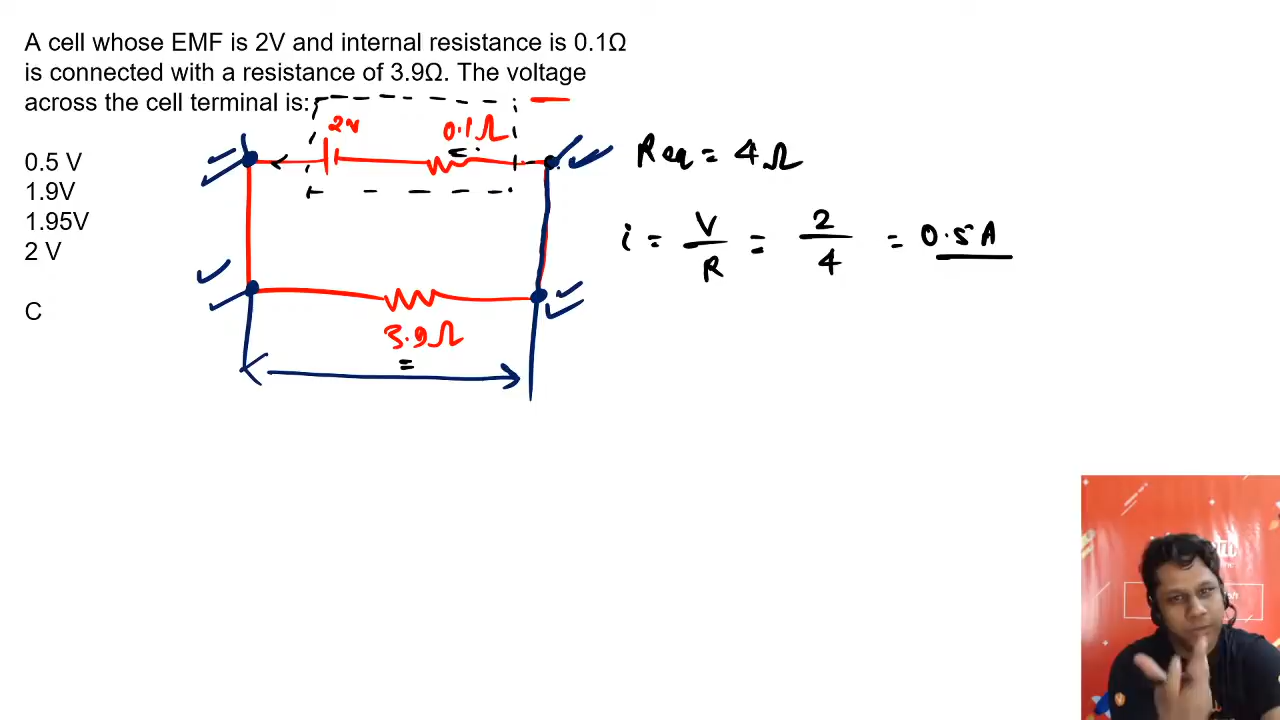 A cell whose EMF is 2V and internal resistance is 0.1Ω
is connected with a resistance of 3.9Ω. The voltage
across the cell terminal is:
2v
0.1Ω
0.5 V
1.9V
1.95V
2 V
C
3.9Ω
Req = 4Ω
i = V/R = 2/4 = 0.5A